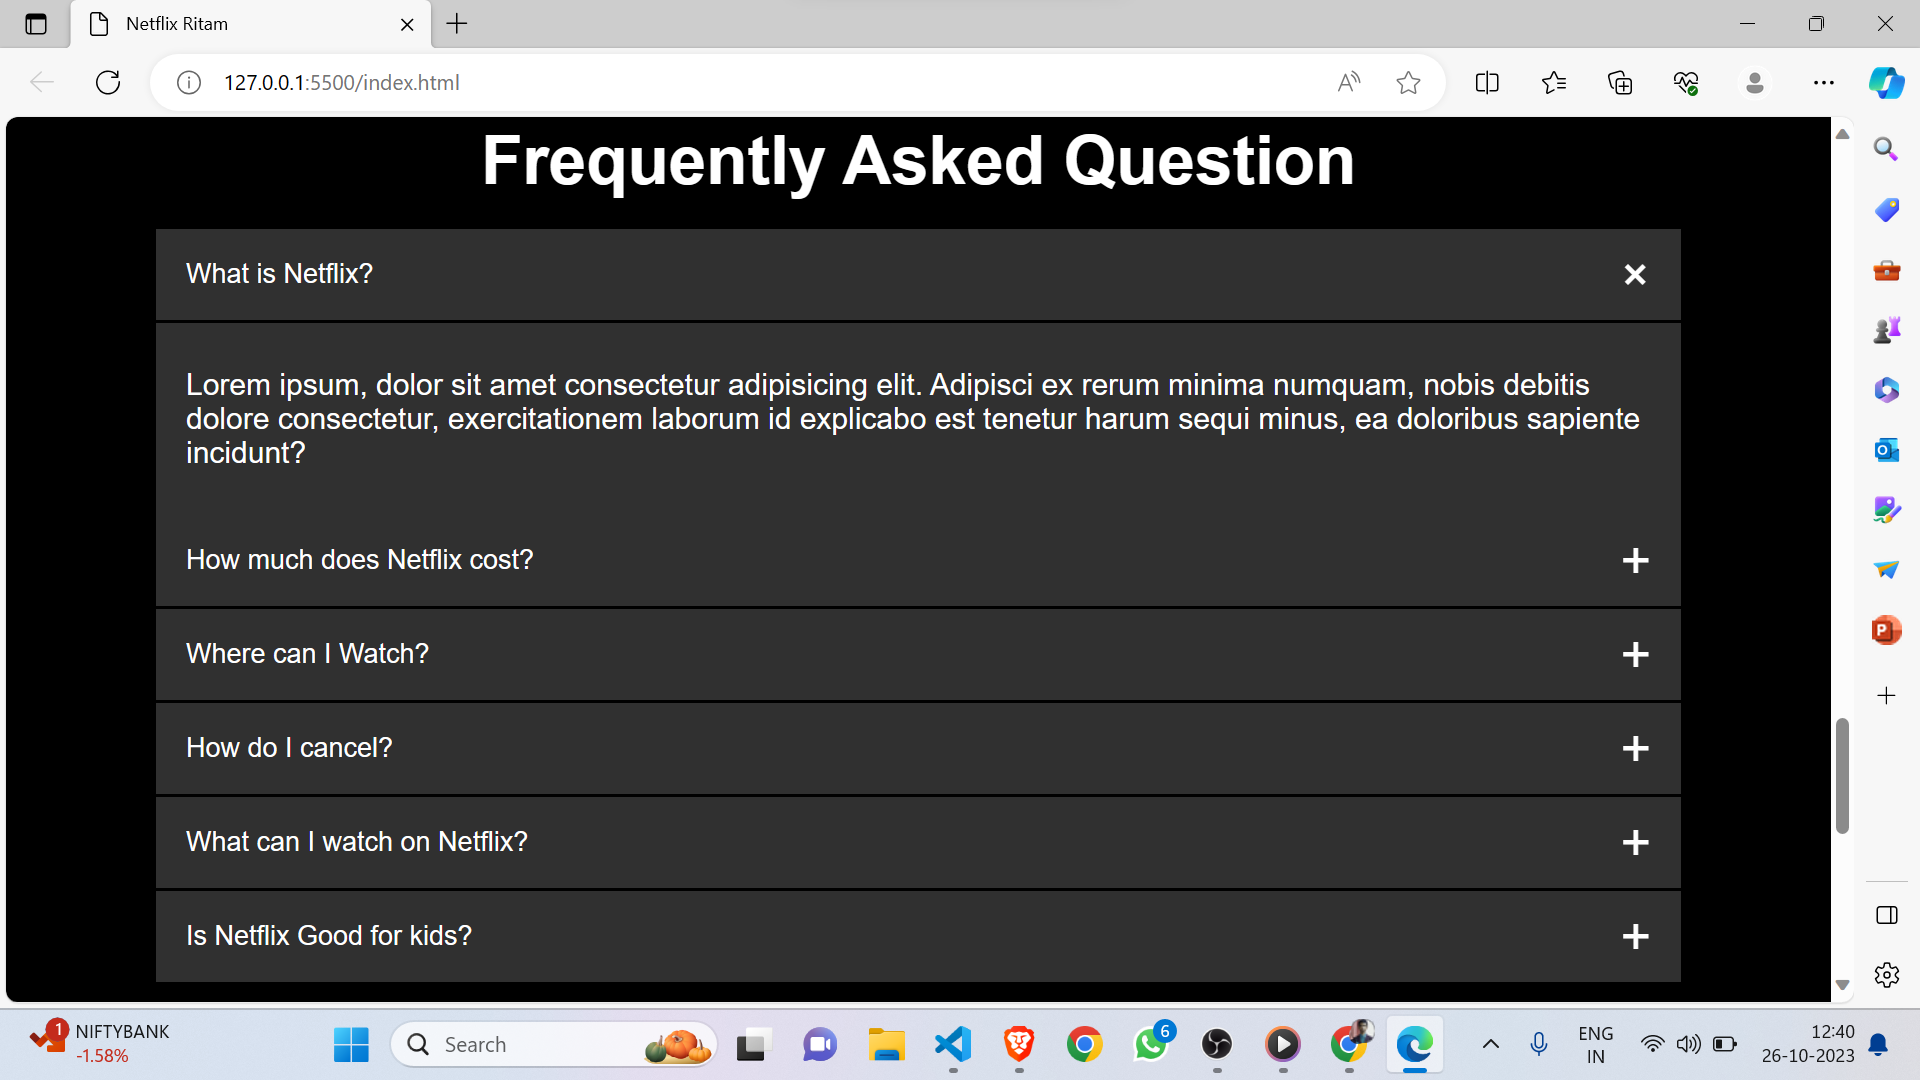 Netflix Ritam
127.0.0.1:5500/index.html
Frequently Asked Question
What is Netflix?
Lorem ipsum, dolor sit amet consectetur adipisicing elit. Adipisci ex rerum minima numquam, nobis debitis
dolore consectetur, exercitationem laborum id explicabo est tenetur harum sequi minus, ea doloribus sapiente
incidunt?
How much does Netflix cost?
Where can I Watch?
How do I cancel?
What can I watch on Netflix?
Is Netflix Good for kids?
1
NIFTYBANK
-1.58%
Search
6
ENG
IN
12:40
26-10-2023